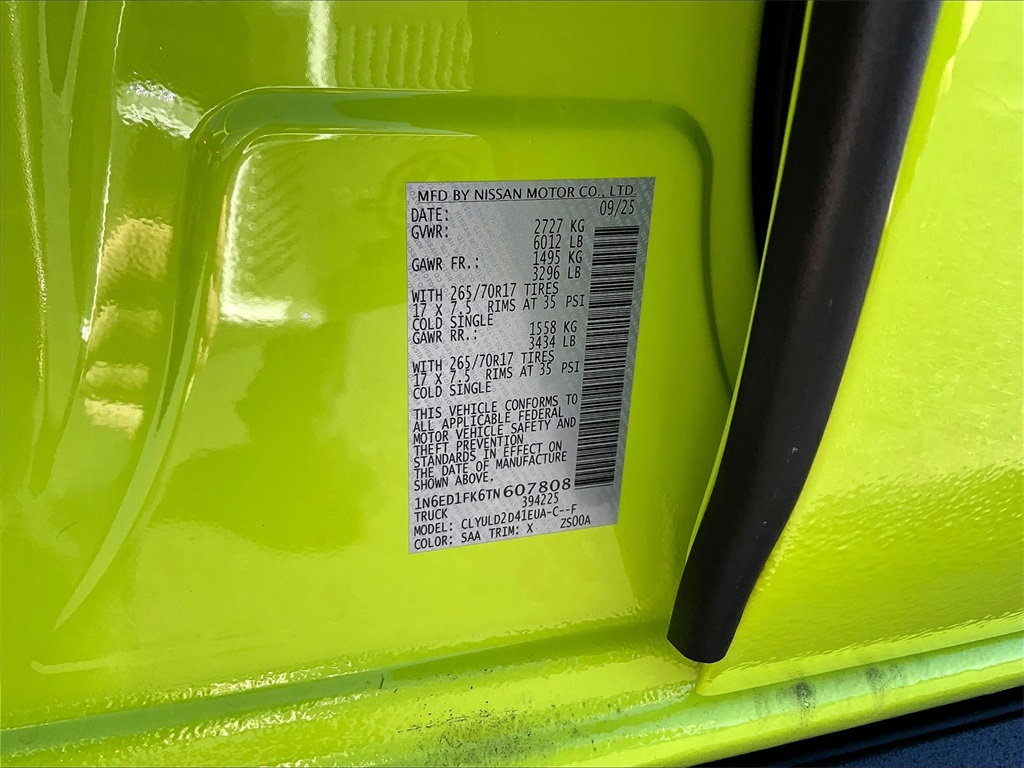 MFD BY NISSAN MOTOR CO., LTD.
DATE: 09/25
GVWR: 2727 KG
6012 LB
GAWR FR.: 1495 KG
3296 LB
WITH 265/70R17 TIRES
17 X 7.5 RIMS AT 35 PSI
COLD SINGLE
GAWR RR.: 1558 KG
3434 LB
WITH 265/70R17 TIRES
17 X 7.5 RIMS AT 35 PSI
COLD SINGLE
THIS VEHICLE CONFORMS TO
ALL APPLICABLE FEDERAL
MOTOR VEHICLE SAFETY AND
THEFT PREVENTION
STANDARDS IN EFFECT ON
THE DATE OF MANUFACTURE
SHOWN ABOVE.
1N6ED1FK6TN607808
TRUCK 394225
MODEL: CLYULD2D41EUA-C--F
COLOR: SAA TRIM: X ZS00A